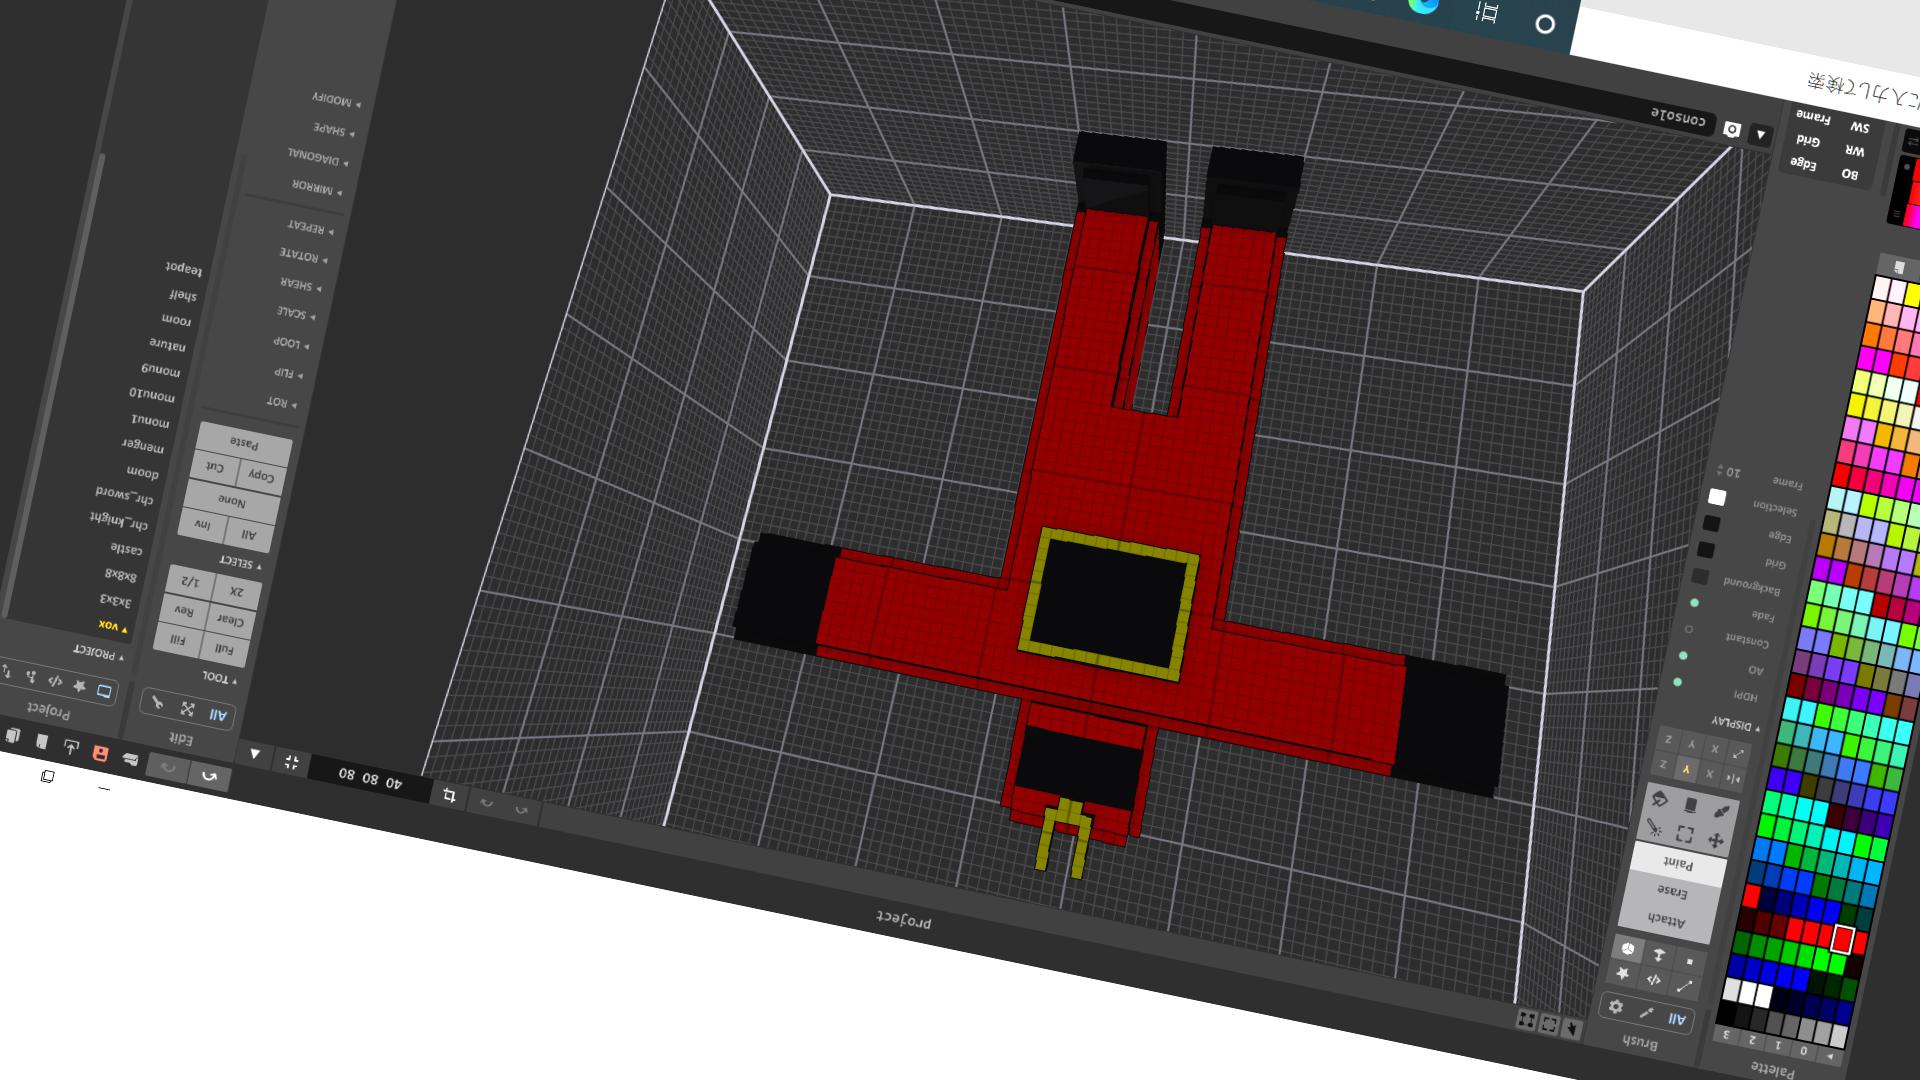 Palette
0 1 2 3
Brush
All
Attach
Erase
Paint
X Y Z
X Y Z
DISPLAY
HDPI
AO
Constant
Fade
Background
Grid
Edge
Selection
Frame 10
BO Edge
WR Grid
SW Frame
project
40 80 80
console
Edit
All
TOOL
Full Fill
Clear Rev
2X 1/2
SELECT
All Inv
None
Copy Cut
Paste
ROT
FLIP
LOOP
SCALE
SHEAR
ROTATE
REPEAT
MIRROR
DIAGONAL
SHAPE
MODIFY
Project
PROJECT
vox
3x3x3
8x8x8
castle
chr_knight
chr_sword
doom
menger
monu1
monu10
monu9
nature
room
shelf
teapot
に入力して検索